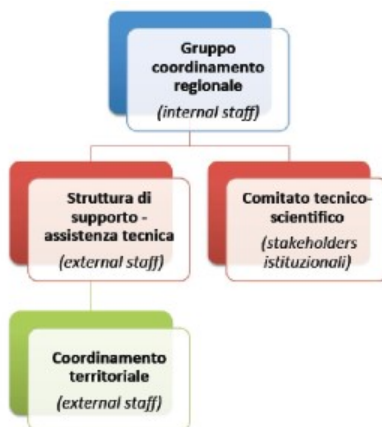 Gruppo
coordinamento
regionale
(internal staff)
Struttura di
supporto -
assistenza tecnica
(external staff)
Comitato tecnico-
scientifico
(stakeholders
istituzionali)
Coordinamento
territoriale
(external staff)